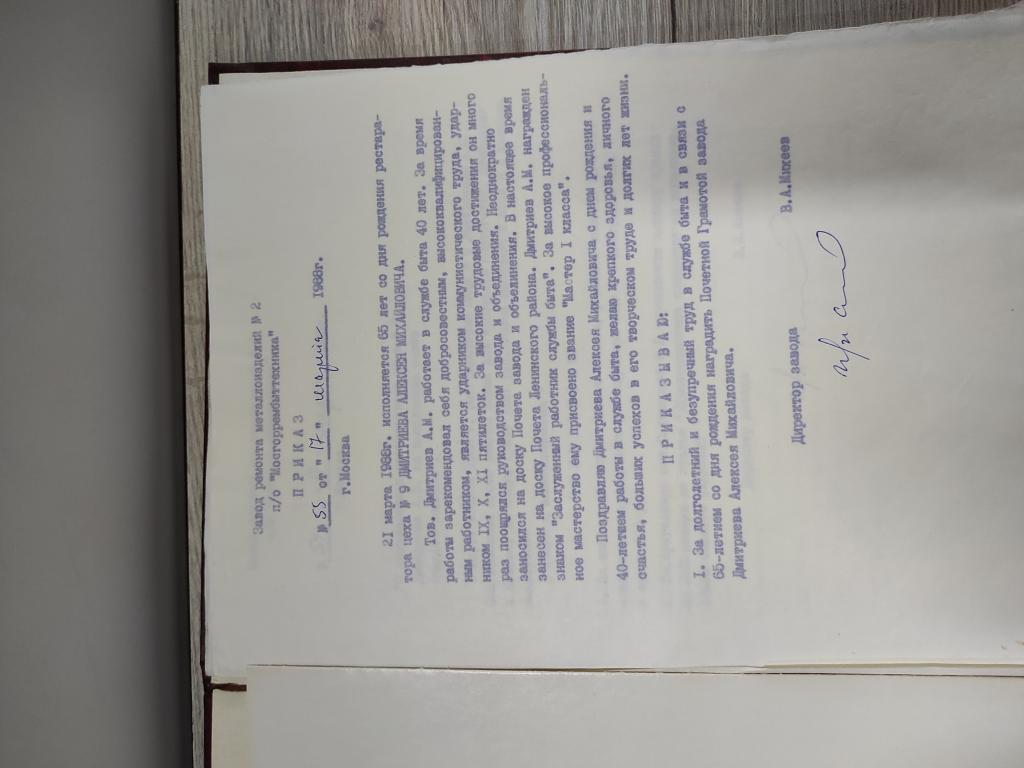 Завод ремонта металлоизделий № 2
п/о "Мосгорремвыттехника"
П Р И К А З
№ 55 от " 17 " марта 1988г.
г.Москва
21 марта 1988г. исполняется 65 лет со дня рождения рестара-
тора цеха № 9 ДМИТРИЕВА АЛЕКСЕЯ МИХАЙЛОВИЧА.
Тов. Дмитриев А.М. работает в службе быта 40 лет. За время
работы зарекомендовал себя добросовестным, высококвалифицирован-
ным работником, является ударником коммунистического труда, удар-
ником IX, X, XI пятилеток. За высокие трудовые достижения он много
раз поощрялся руководством завода и объединения. Неоднократно
заносился на доску Почета завода и объединения. В настоящее время
занесен на доску Почета Ленинского района. Дмитриев А.М. награжден
знаком "Заслуженный работник службы быта". За высокое профессиональ-
ное мастерство ему присвоено звание "Мастер I класса".
Поздравляю Дмитриева Алексея Михайловича с днем рождения и
40-летием работы в службе быта, желаю крепкого здоровья, личного
счастья, больших успехов в его творческом труде и долгих лет жизни.
П Р И К А З Ы В А Ю:
I. За долголетний и безупречный труд в службе быта и в связи с
65-летием со дня рождения наградить Почетной Грамотой завода
Дмитриева Алексея Михайловича.
Директор завода В.А.Михеев